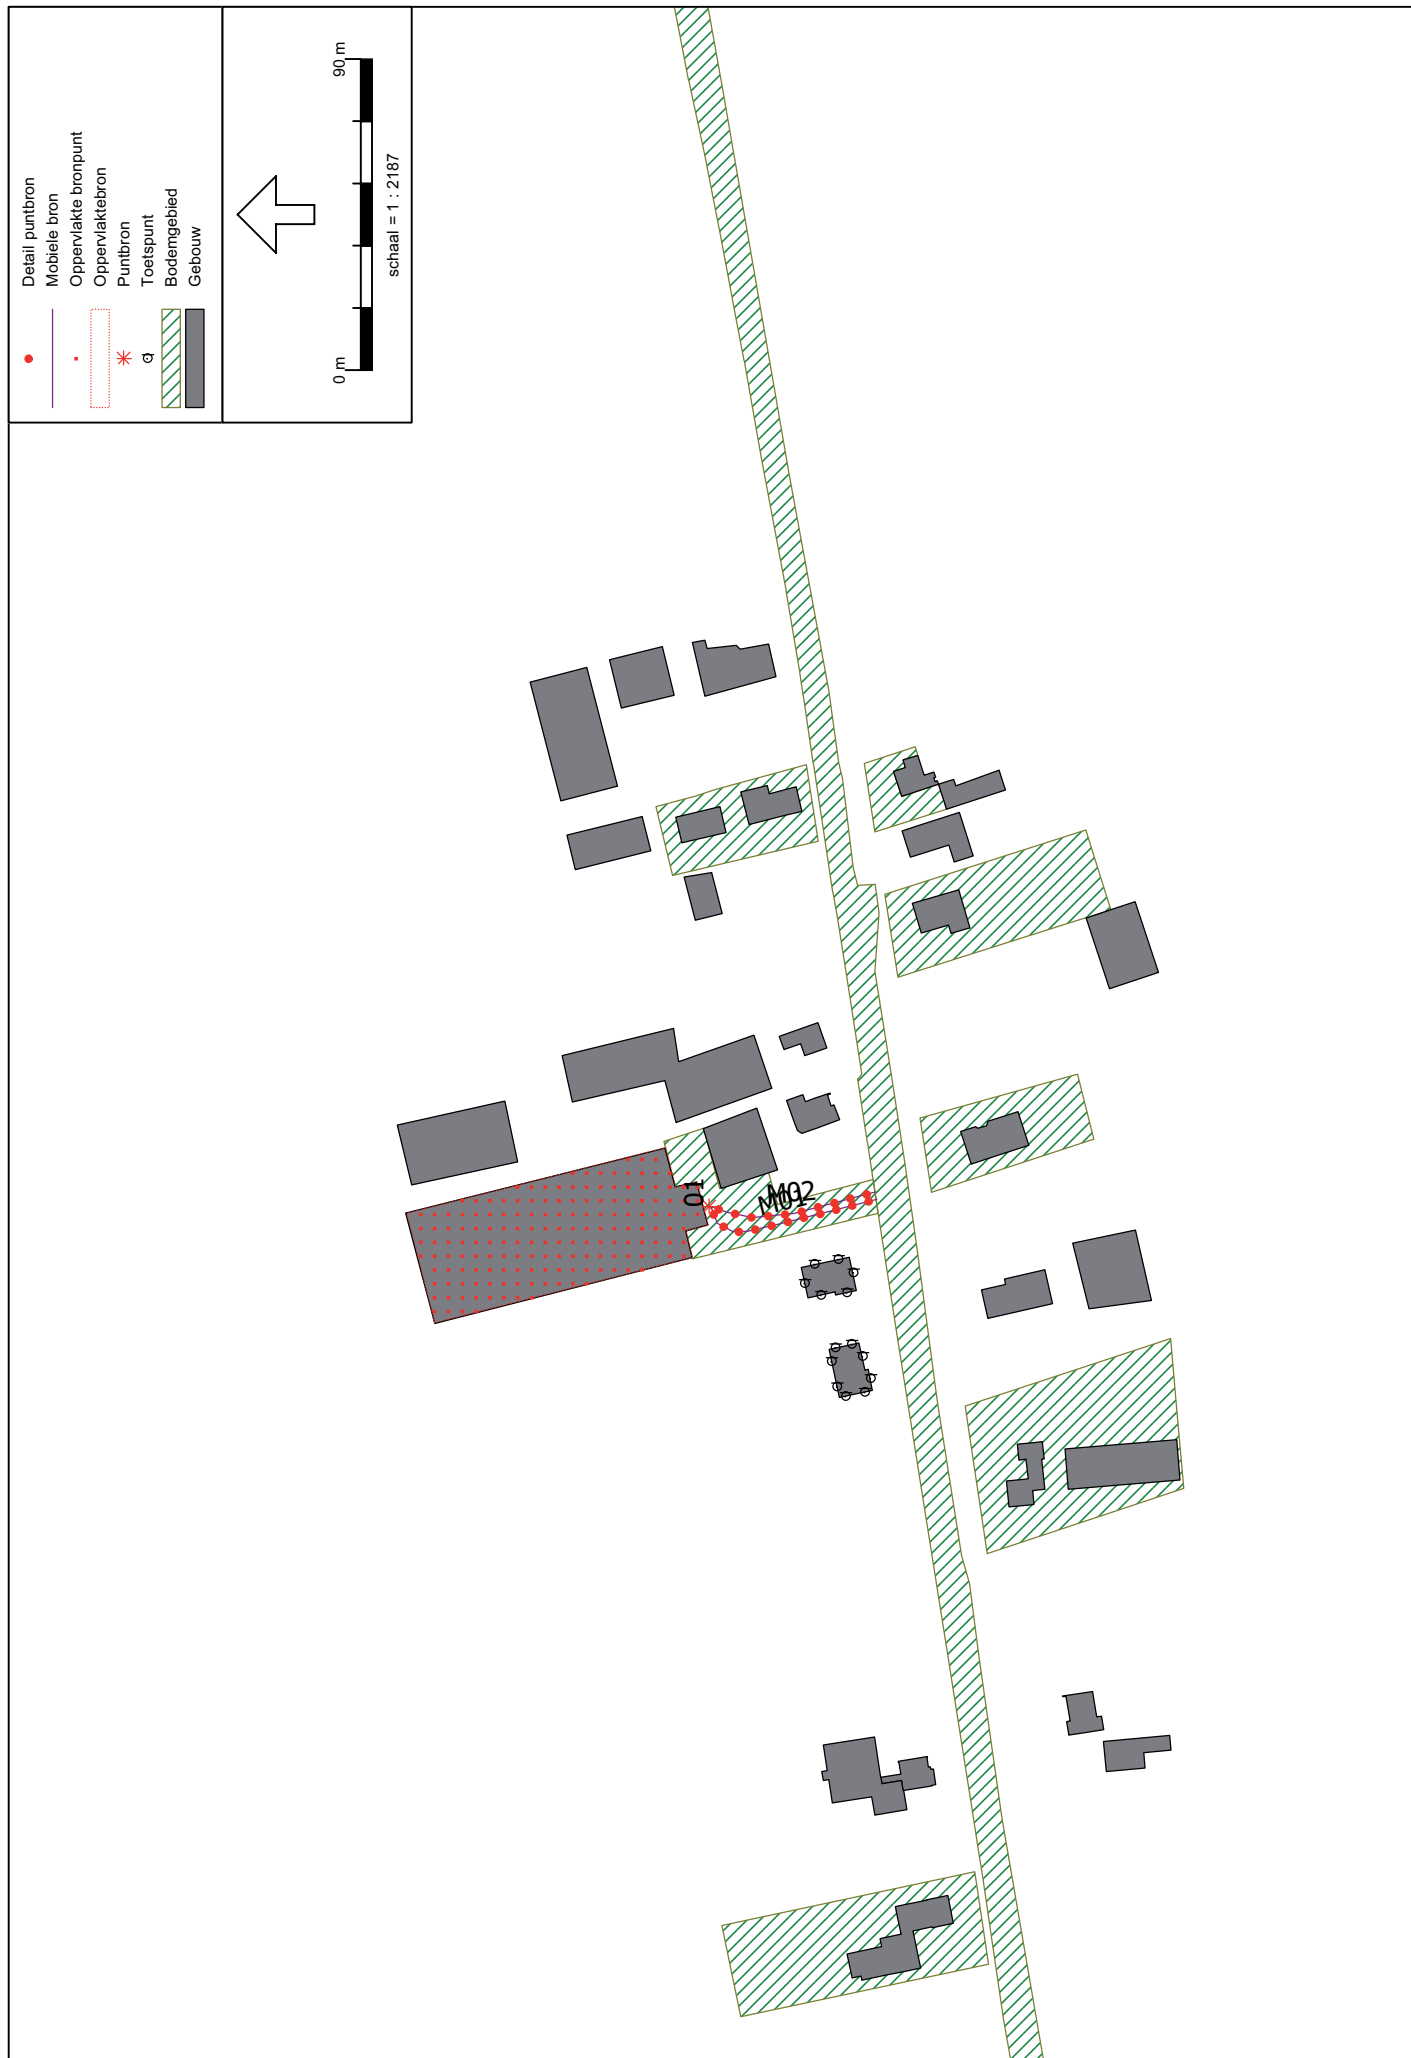 Detail puntbron
Mobiele bron
Oppervlakte bronpunt
Oppervlaktebron
Puntbron
Toetspunt
Bodemgebied
Gebouw
0 m
90 m
schaal = 1 : 2187
01
M02
M01